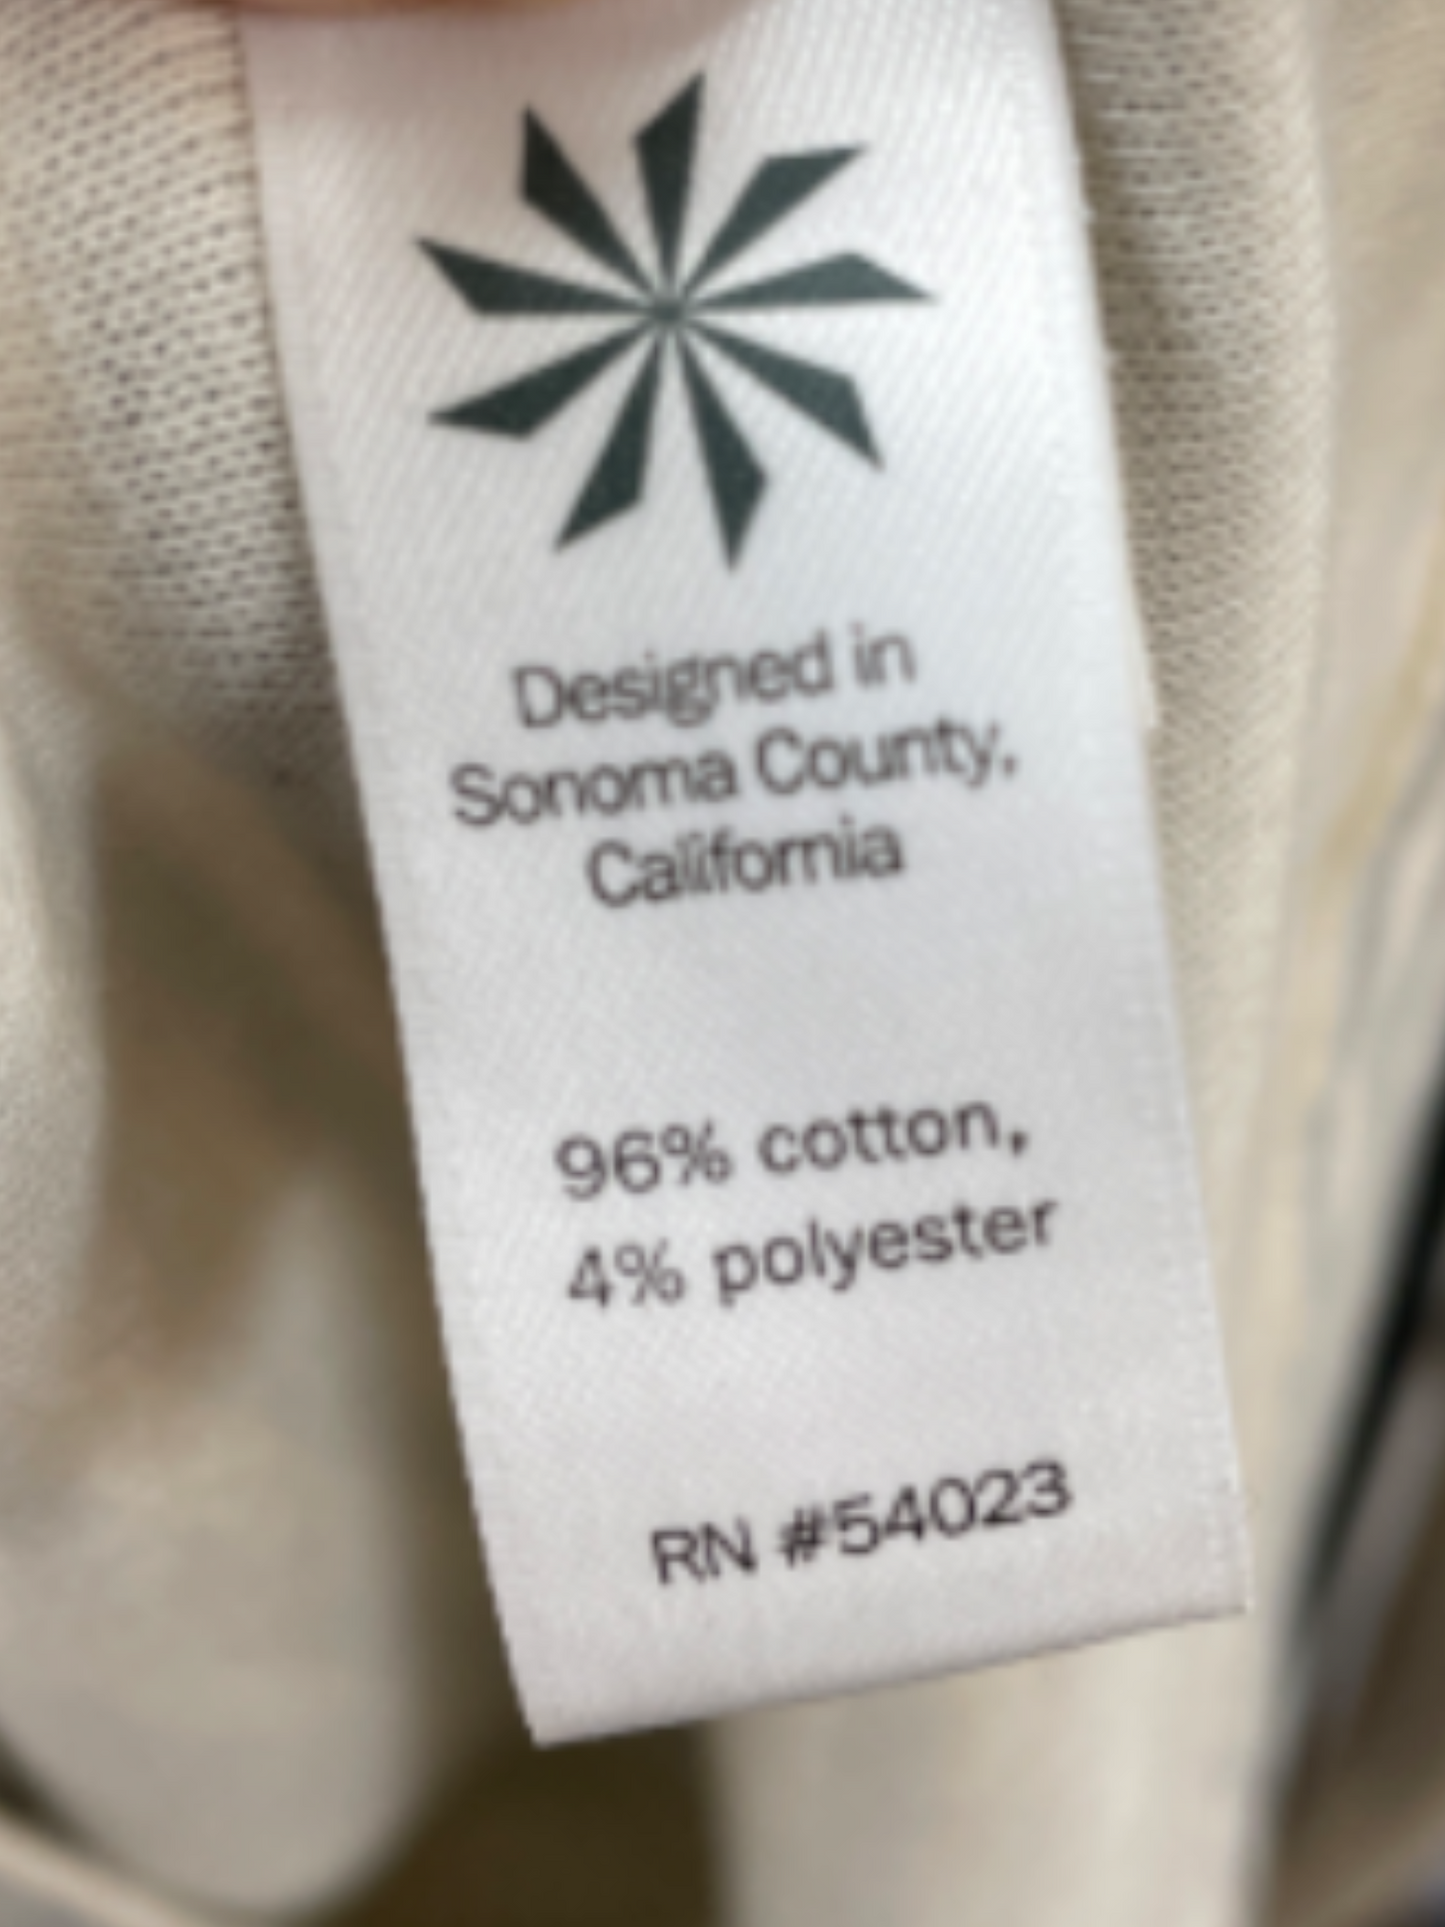 Designed in
Sonoma County,
California
96% cotton,
4% polyester
RN #54023